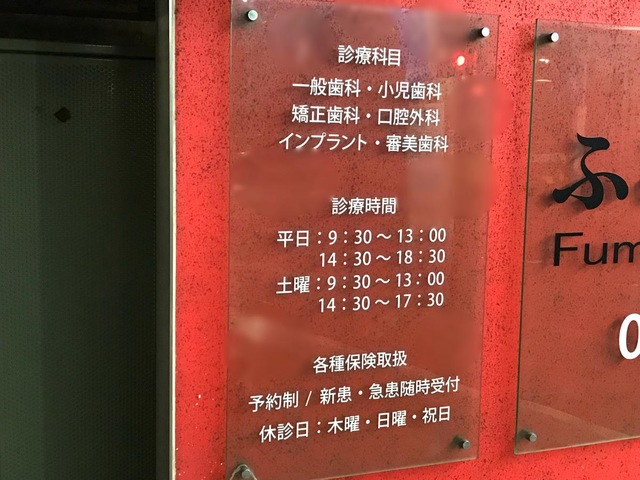 診療科目
一般歯科・小児歯科
矯正歯科・口腔外科
インプラント・審美歯科
診療時間
平日：9：30～13：00
14：30～18：30
土曜：9：30～13：00
14：30～17：30
各種保険取扱
予約制 / 新患・急患随時受付
休診日：木曜・日曜・祝日
ふ
Fum
0